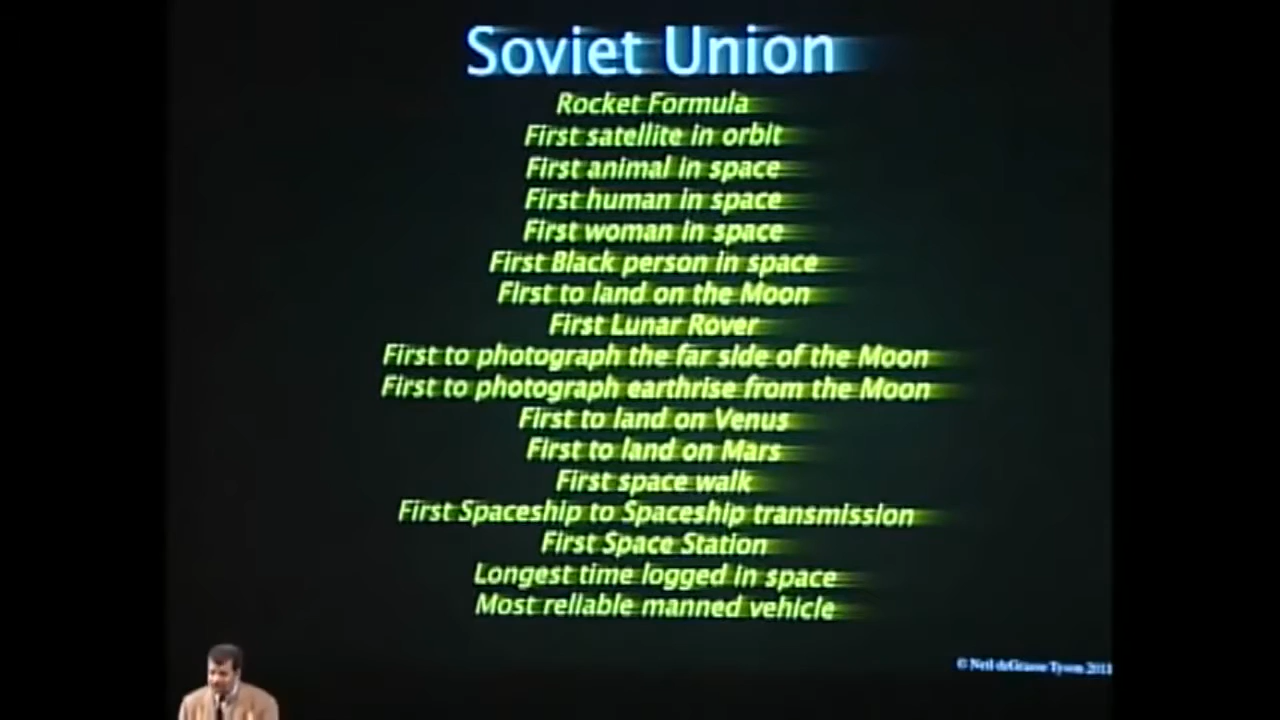 Soviet Union
Rocket Formula
First satellite in orbit
First animal in space
First human in space
First woman in space
First Black person in space
First to land on the Moon
First Lunar Rover
First to photograph the far side of the Moon
First to photograph earthrise from the Moon
First to land on Venus
First to land on Mars
First space walk
First Spaceship to Spaceship transmission
First Space Station
Longest time logged in space
Most reliable manned vehicle
© Neil deGrasse Tyson 2011